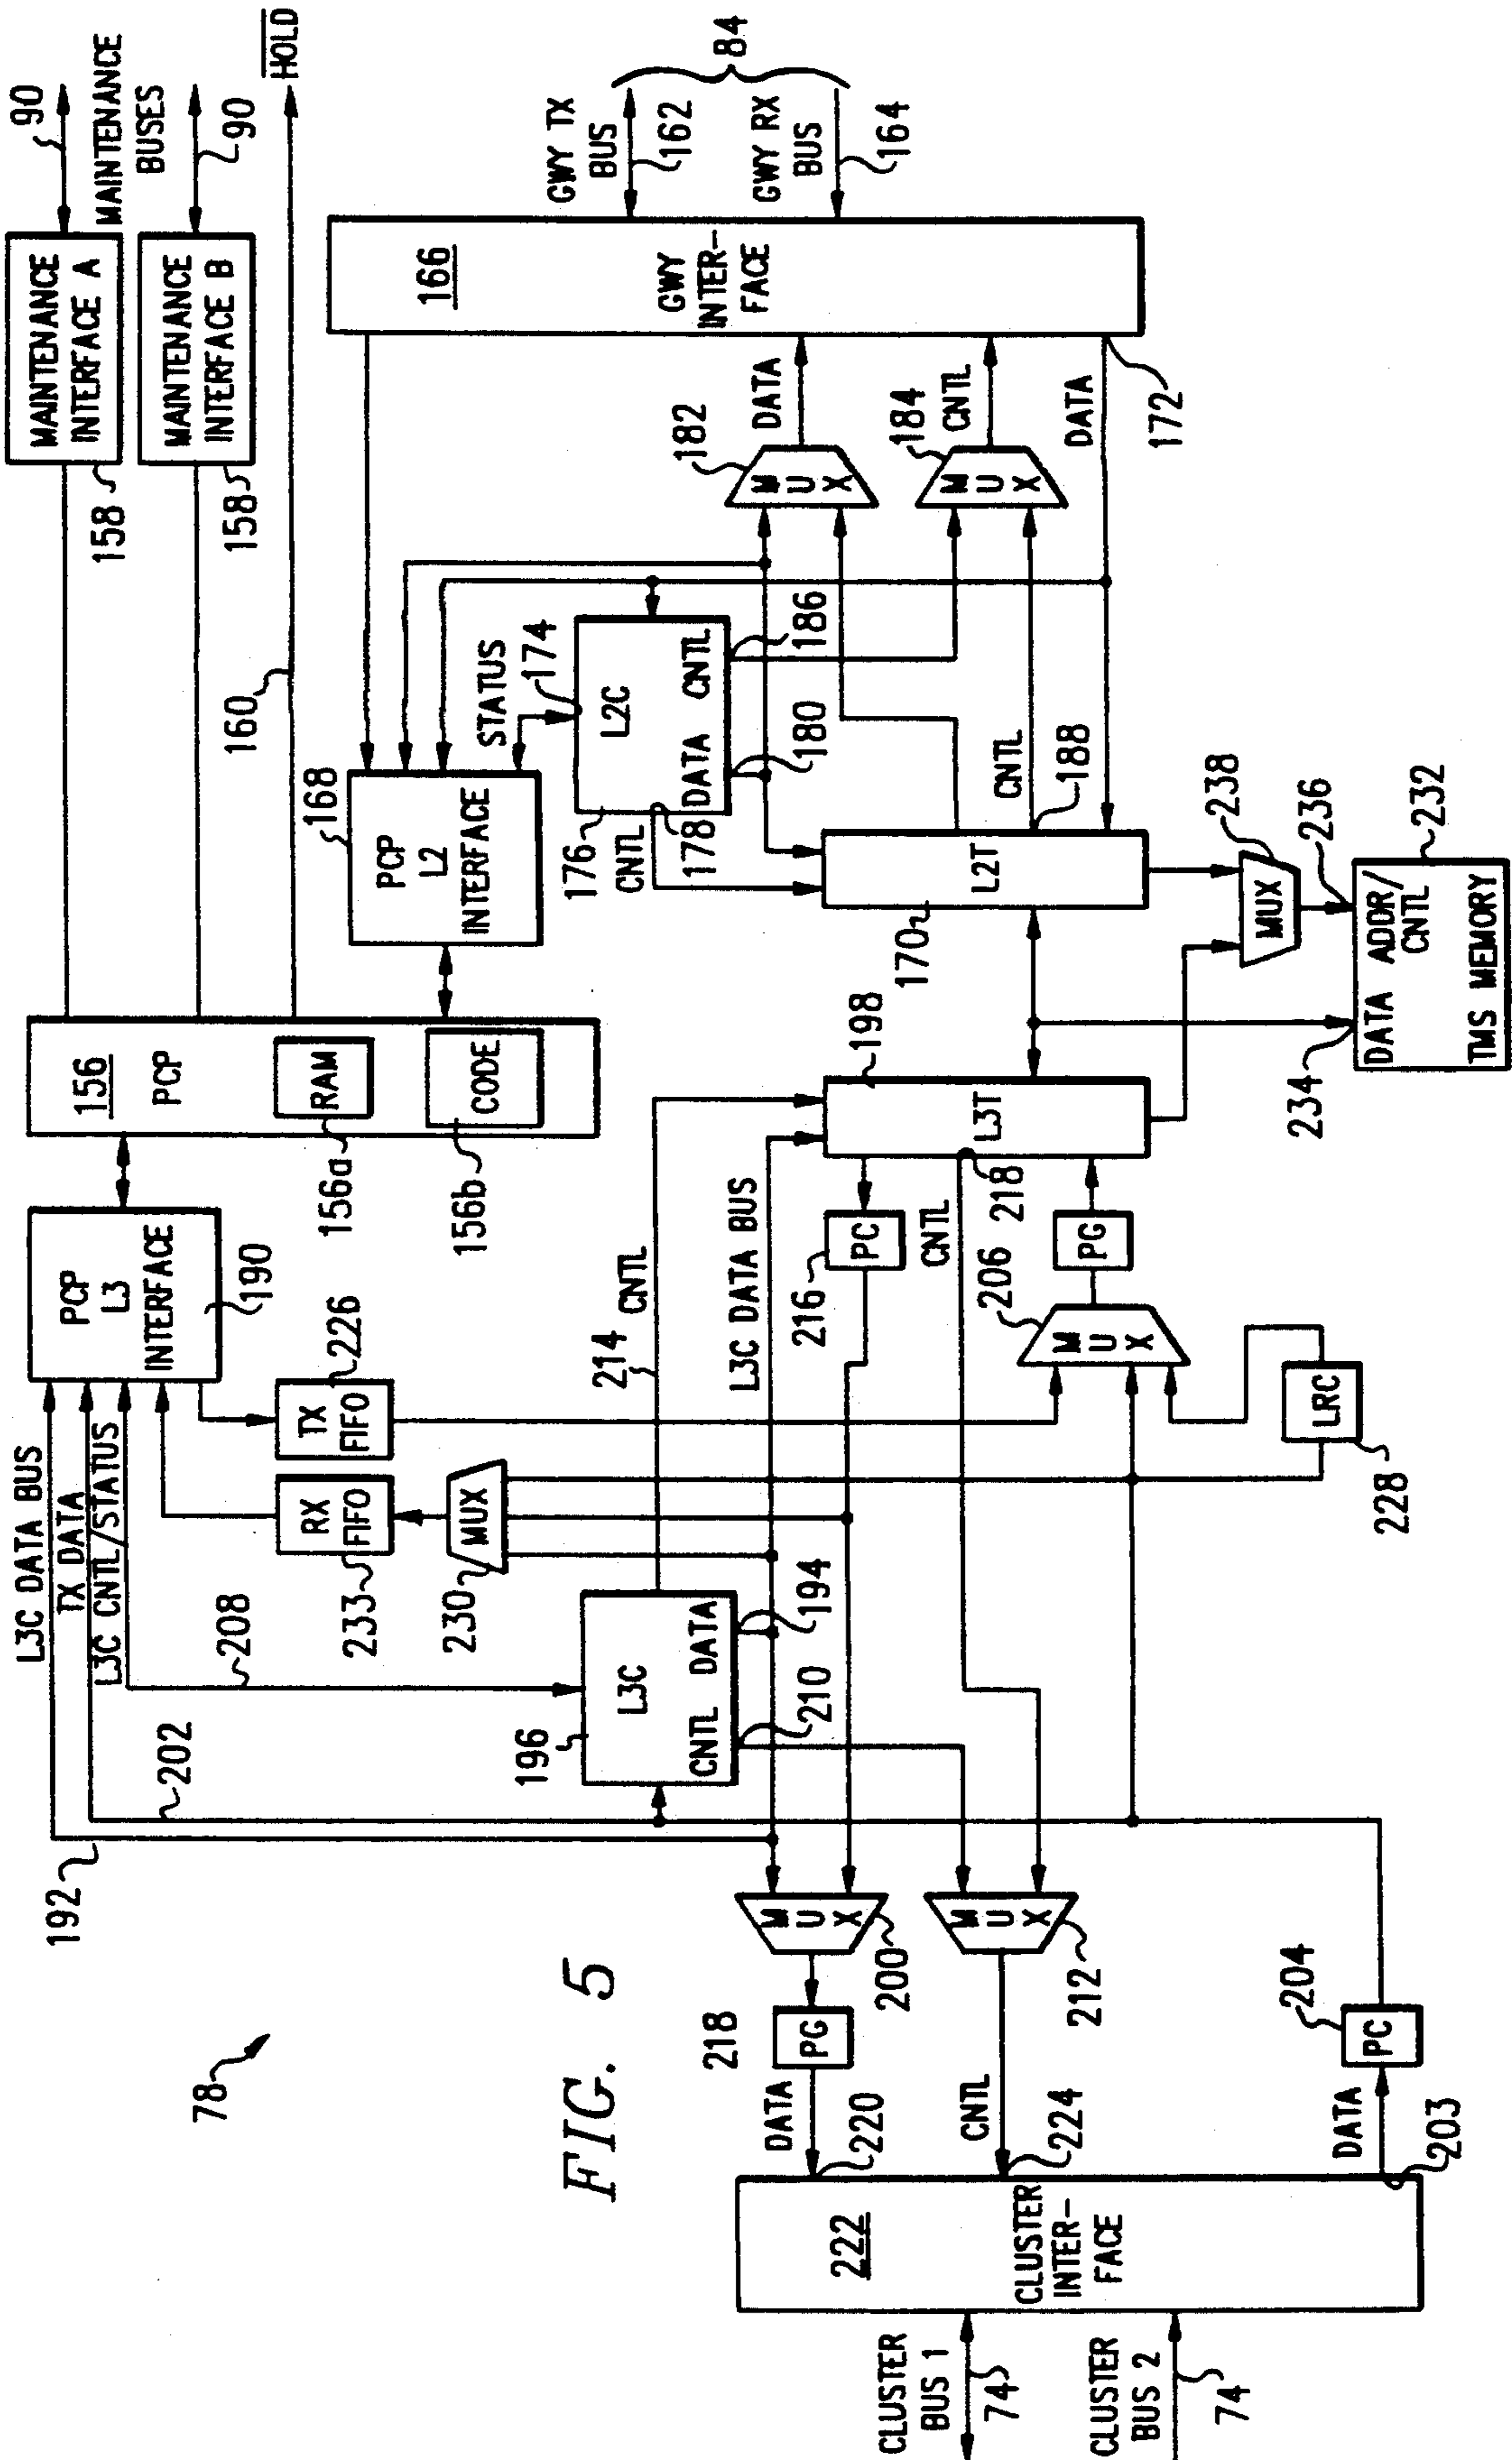 90
MAINTENANCE
BUSES
90
HOLD
MAINTENANCE
INTERFACE A
MAINTENANCE
INTERFACE B
158
158
160
84
GWY TX
BUS
162
GWY RX
BUS
164
166
GWY
INTER-
FACE
172
DATA
CNTL
DATA
182
MUX
184
MUX
STATUS
174
L2C
DATA CNTL
186
180
176
178
CNTL
168
PCP
L2
INTERFACE
CNTL
188
L2T
170
238
MUX
236
232
DATA ADDR/
CNTL
TMS MEMORY
234
156
PCP
RAM
CODE
156a
156b
198
L3T
218
PCP
L3
INTERFACE
190
226
TX
FIFO
214
CNTL
L3C DATA BUS
PC
216
CNTL
PG
206
MUX
LRC
228
L3C DATA BUS
TX DATA
L3C CNTL/STATUS
RX
FIFO
233
MUX
230
208
202
192
196
L3C
CNTL DATA
194
210
MUX
200
MUX
212
218
PG
204
PC
DATA
220
CNTL
224
DATA
203
222
CLUSTER
INTER-
FACE
CLUSTER
BUS 1
74
CLUSTER
BUS 2
74
78
FIG. 5